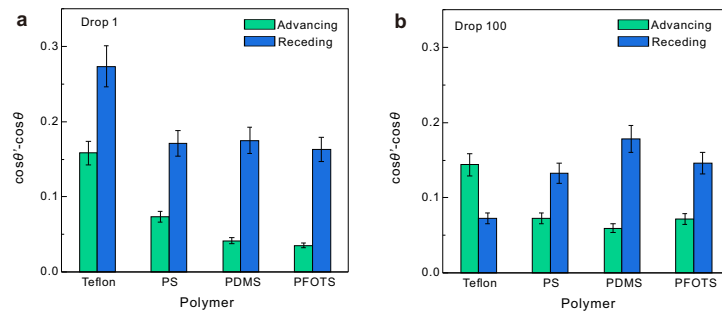 a
Drop 1
Advancing
Receding
0.3
0.2
0.1
0.0
cosθ'-cosθ
Teflon PS PDMS PFOTS
Polymer
b
Drop 100
Advancing
Receding
0.3
0.2
0.1
0.0
cosθ'-cosθ
Teflon PS PDMS PFOTS
Polymer